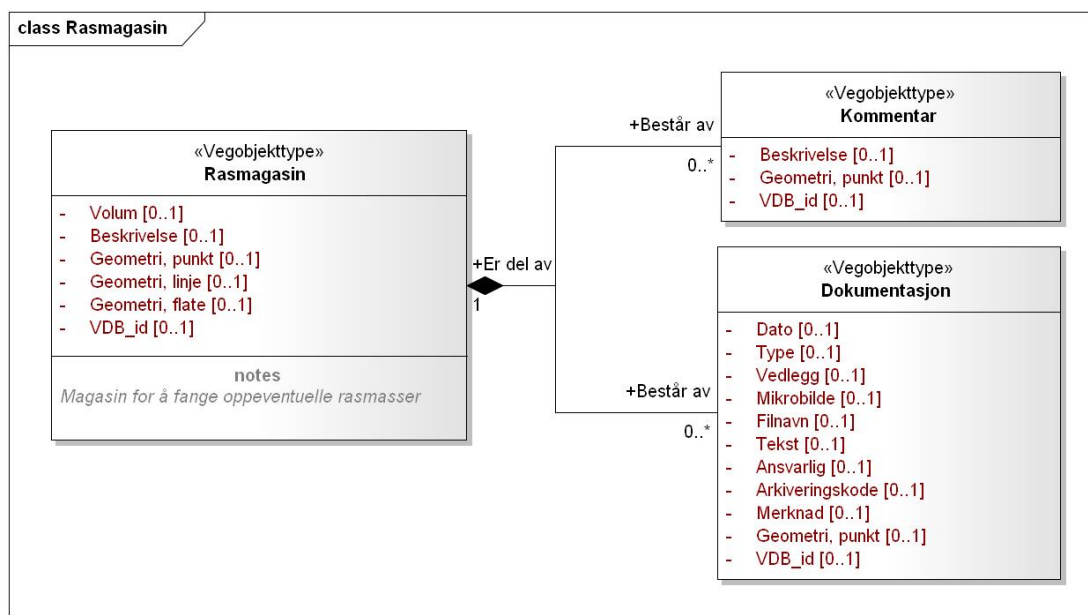 class Rasmagasin
«Vegobjekttype»
Rasmagasin
- Volum [0..1]
- Beskrivelse [0..1]
- Geometri, punkt [0..1]
- Geometri, linje [0..1]
- Geometri, flate [0..1]
- VDB_id [0..1]
notes
Magasin for å fange oppeventuelle rasmasser
+Er del av
1
+Består av
0..*
«Vegobjekttype»
Kommentar
- Beskrivelse [0..1]
- Geometri, punkt [0..1]
- VDB_id [0..1]
+Består av
0..*
«Vegobjekttype»
Dokumentasjon
- Dato [0..1]
- Type [0..1]
- Vedlegg [0..1]
- Mikrobilde [0..1]
- Filnavn [0..1]
- Tekst [0..1]
- Ansvarlig [0..1]
- Arkiveringskode [0..1]
- Merknad [0..1]
- Geometri, punkt [0..1]
- VDB_id [0..1]